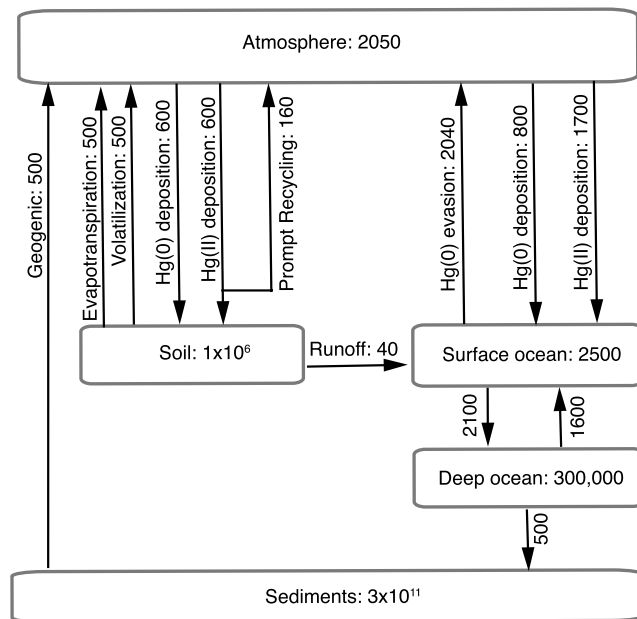 Atmosphere: 2050
Geogenic: 500
Evapotranspiration: 500
Volatilization: 500
Hg(0) deposition: 600
Hg(II) deposition: 600
Prompt Recycling: 160
Hg(0) evasion: 2040
Hg(0) deposition: 800
Hg(II) deposition: 1700
Soil: 1x10⁶
Runoff: 40
Surface ocean: 2500
2100
1600
Deep ocean: 300,000
500
Sediments: 3x10¹¹